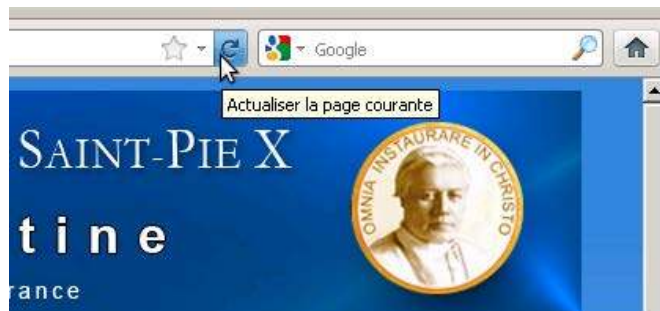 Google
Actualiser la page courante
SAINT-PIE X
OMNIA INSTAURARE IN CHRISTO
tine
rance